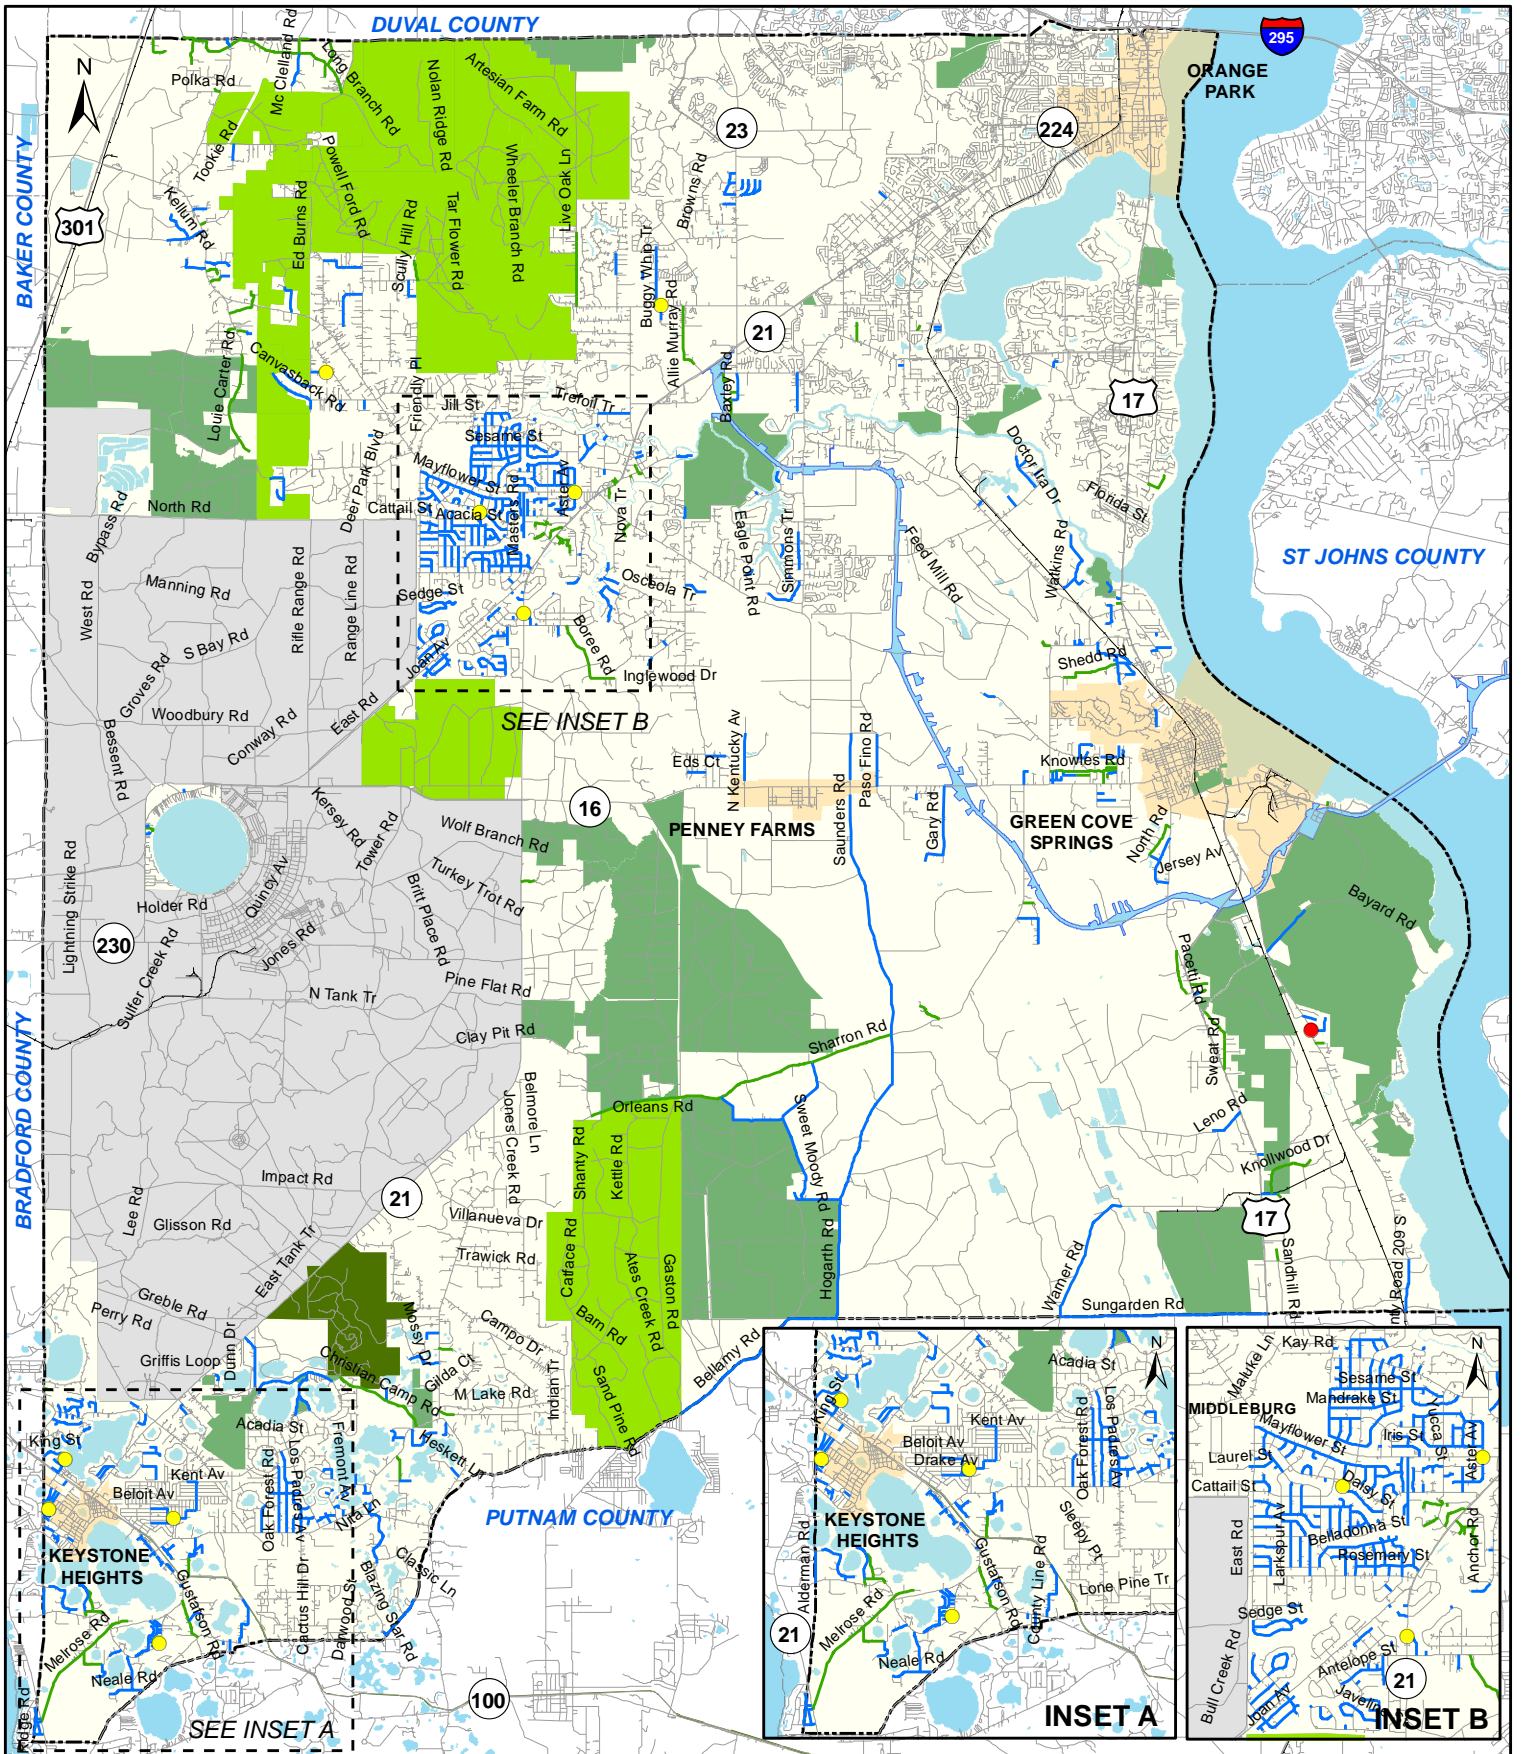 DUVAL COUNTY
295
ORANGE
PARK
N
Polka Rd
Mc Clelland Rd
Long Branch Rd
Nolan Ridge Rd
Artesian Farm Rd
23
224
BAKER COUNTY
301
Tookie Rd
Kellum Rd
Ed Burns Rd
Powell Ford Rd
Scully Hill Rd
Tar Flower Rd
Wheeler Branch Rd
Live Oak Ln
Browns Rd
Buggy Whip Tr
Allie Murray Rd
21
Louie Carter Rd
Canvasback Rd
Friendly Pl
Jill St
Trefoil Tr
Baxley Rd
17
Sesame St
Mayflower St
Deer Park Blvd
Cattail St
Acacia St
Masters Rd
Aster Av
Nova Tr
Doctor Ira Dr
Florida St
North Rd
Bypass Rd
Eagle Point Rd
Simmons Tr
Feed Mill Rd
Watkins Rd
ST JOHNS COUNTY
West Rd
Manning Rd
Rifle Range Rd
Range Line Rd
Sedge St
Osceola Tr
S Bay Rd
Groves Rd
Joan Av
Boree Rd
Inglewood Dr
Shedd Rd
Woodbury Rd
Conway Rd
East Rd
SEE INSET B
Bessent Rd
Eds Ct
N Kentucky Av
Saunders Rd
Paso Fino Rd
Knowles Rd
16
PENNEY FARMS
Gary Rd
GREEN COVE
SPRINGS
North Rd
Jersey Av
Kersey Rd
Tower Rd
Wolf Branch Rd
Turkey Trot Rd
Britt Place Rd
Lightning Strike Rd
Holder Rd
Quincy Av
Bayard Rd
230
Jones Rd
Sulfer Creek Rd
N Tank Tr
Pine Flat Rd
Clay Pit Rd
Pacetti Rd
Sweat Rd
Sharron Rd
BRADFORD COUNTY
Belmore Ln
Jones Creek Rd
Orleans Rd
Sweet Moody Rd
Leno Rd
Knollwood Dr
Impact Rd
21
Shanty Rd
Kettle Rd
Lee Rd
Glisson Rd
Villanueva Dr
Trawick Rd
Catface Rd
Ates Creek Rd
Gaston Rd
Hogarth Rd
17
East Tank Tr
Warner Rd
Sandhill Rd
nty Road 209 S
Greble Rd
Perry Rd
Sungarden Rd
Mossy Dr
Campo Dr
Barn Rd
Griffis Loop
Dunn Dr
Christian Camp Rd
Gilda Ct
M Lake Rd
Indian Tr
Sand Pine Rd
Bellamy Rd
King St
Acadia St
Kent Av
Beloit Av
Oak Forest Rd
Los Padres Av
Fremont Av
Heskett Ln
Nita Ln
PUTNAM COUNTY
KEYSTONE
HEIGHTS
Gustafson Rd
Cactus Hill Dr
Darwood St
Blazing Star Rd
Classic Ln
Melrose Rd
Neale Rd
Ridge Rd
SEE INSET A
100
N
King St
Acadia St
Kent Av
Beloit Av
Drake Av
Oak Forest Rd
Los Padres Av
KEYSTONE
HEIGHTS
Alderman Rd
Sleepy Pt
Gustafson Rd
County Line Rd
Lone Pine Tr
Melrose Rd
21
Neale Rd
INSET A
N
Kay Rd
Maluke Ln
Sesame St
Mandrake St
MIDDLEBURG
Mayflower St
Iris St
Yucca St
Aster Av
Laurel St
Cattail St
Daisy St
East Rd
Larkspur Av
Belladonna St
Rosemary St
Anchor Rd
Sedge St
Bull Creek Rd
Antelope St
21
Joan Av
INSET B